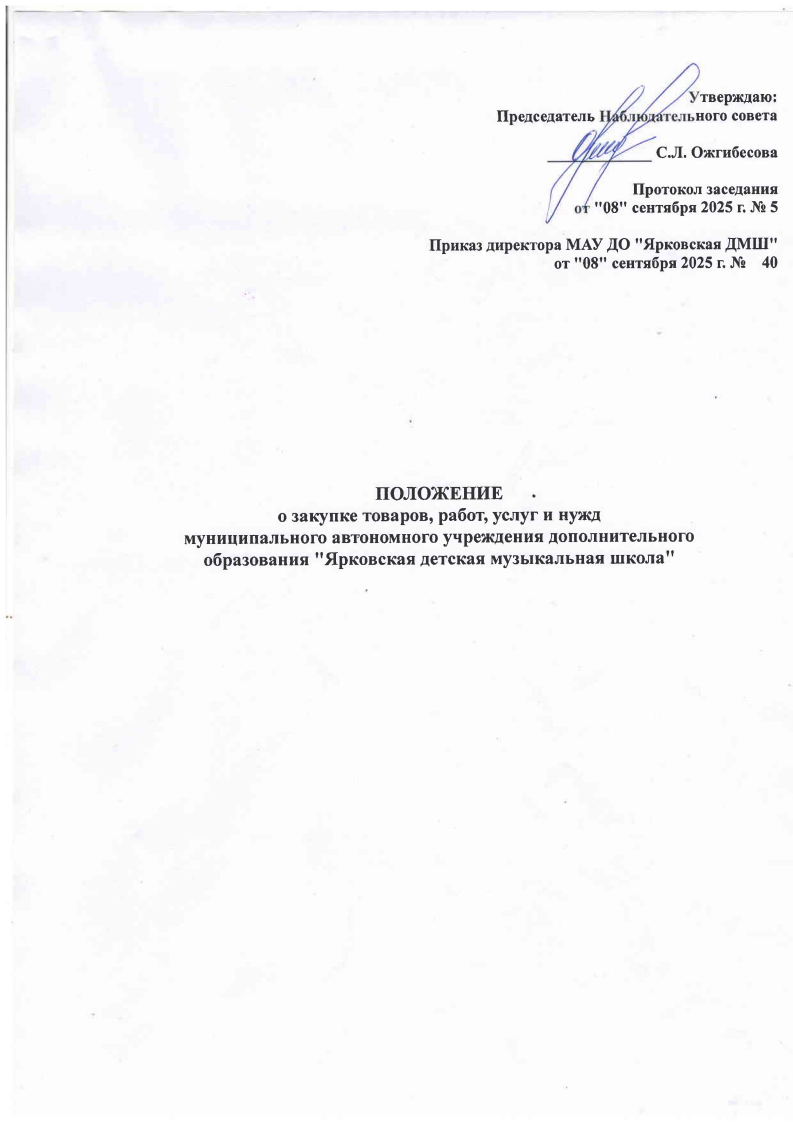 Утверждаю:
Председатель Наблюдательного совета
______________ С.Л. Ожгибесова
Протокол заседания
от "08" сентября 2025 г. № 5
Приказ директора МАУ ДО "Ярковская ДМШ"
от "08" сентября 2025 г. № 40
ПОЛОЖЕНИЕ
о закупке товаров, работ, услуг и нужд
муниципального автономного учреждения дополнительного
образования "Ярковская детская музыкальная школа"